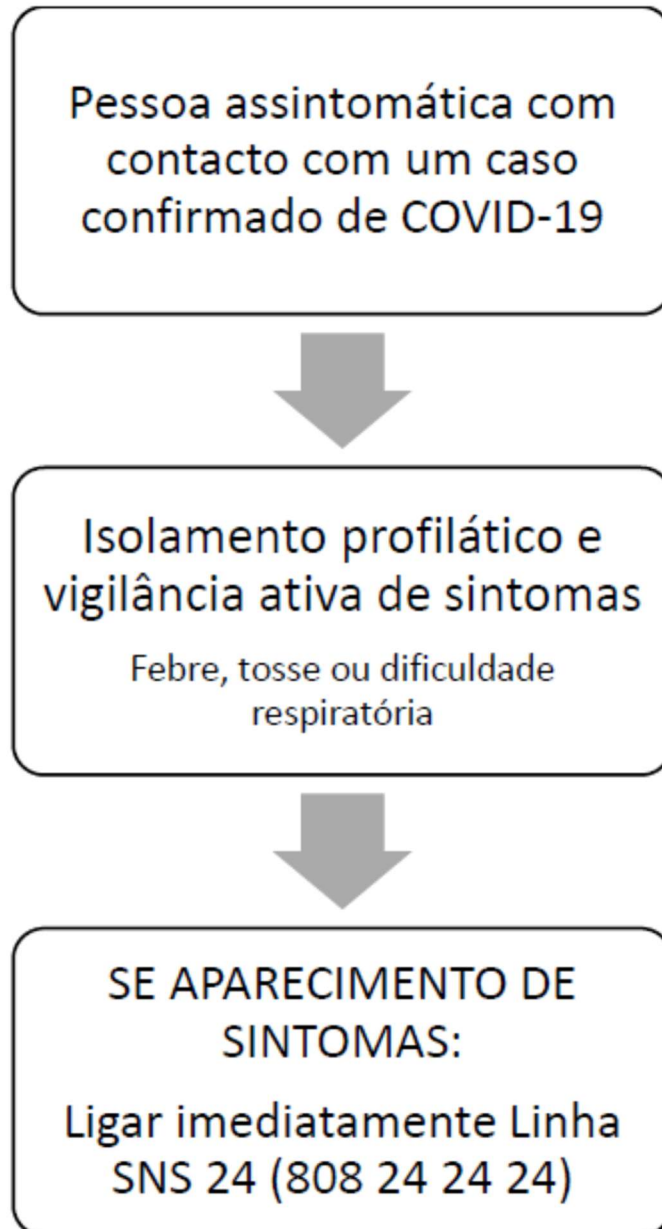 Pessoa assintomática com
contacto com um caso
confirmado de COVID-19
Isolamento profilático e
vigilância ativa de sintomas
Febre, tosse ou dificuldade
respiratória
SE APARECIMENTO DE
SINTOMAS:
Ligar imediatamente Linha
SNS 24 (808 24 24 24)